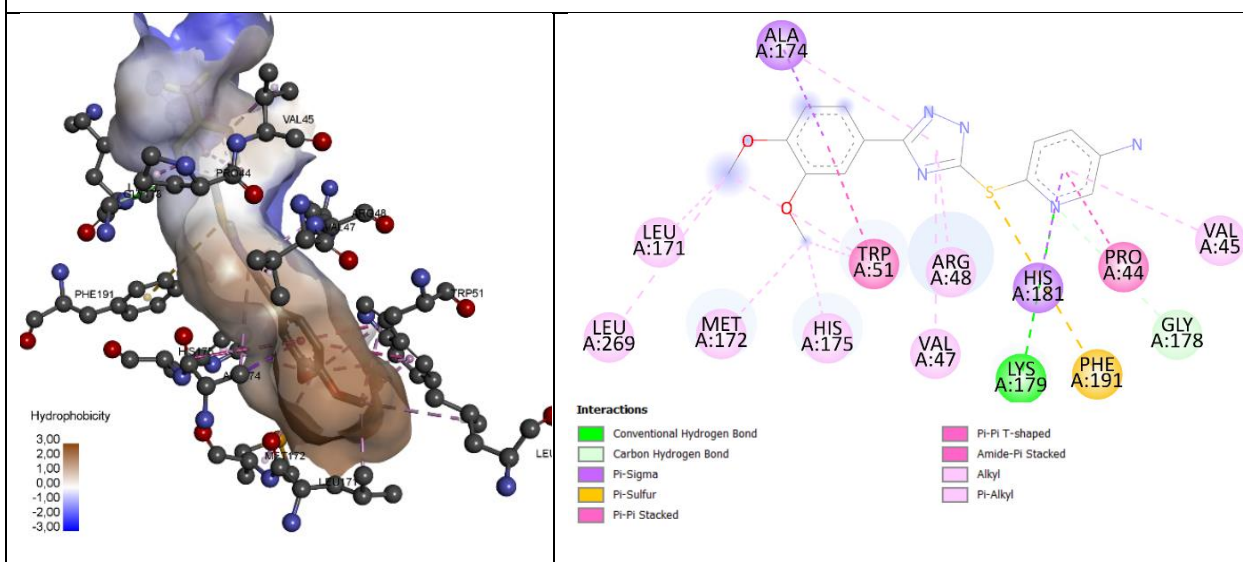 VAL45
PRO44
ARG48
PHE191
TRP51
MET172
LEU171
LEU
Hydrophobicity
3,00
2,00
1,00
0,00
-1,00
-2,00
-3,00
ALA
A:174
N
N
O
N
N
S
N
O
LEU
A:171
TRP
A:51
ARG
A:48
HIS
A:181
PRO
A:44
VAL
A:45
LEU
A:269
MET
A:172
HIS
A:175
VAL
A:47
LYS
A:179
PHE
A:191
GLY
A:178
Interactions
Conventional Hydrogen Bond
Carbon Hydrogen Bond
Pi-Sigma
Pi-Sulfur
Pi-Pi Stacked
Pi-Pi T-shaped
Amide-Pi Stacked
Alkyl
Pi-Alkyl